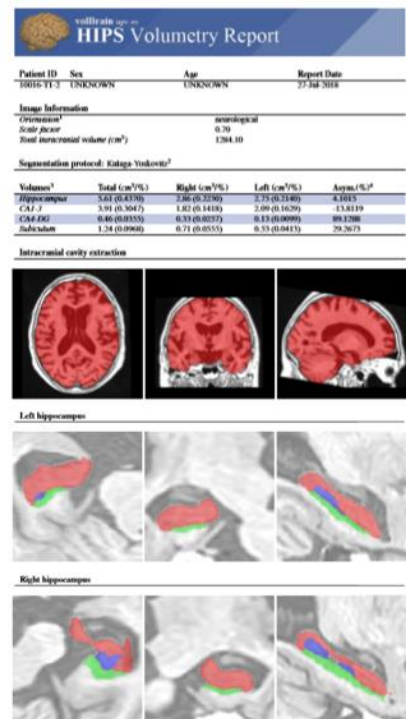 volBrain
HIPS Volumetry Report
Patient ID Sex Age Report Date
10016-T1-2 UNKNOWN UNKNOWN 27-Jul-2018
Image Information
Orientation¹ neurological
Scale factor 0.70
Total intracranial volume (cm³) 1284.10
Segmentation protocol: Kulaga-Yoskovitz²
Volumes³ Total (cm³/%) Right (cm³/%) Left (cm³/%) Asym.(%)⁴
Hippocampus 5.61 (0.4370) 2.86 (0.2230) 2.75 (0.2140) 4.1015
CA1-3 3.91 (0.3047) 1.82 (0.1418) 2.09 (0.1629) -13.8119
CA4-DG 0.46 (0.0355) 0.33 (0.0257) 0.13 (0.0099) 89.1288
Subiculum 1.24 (0.0968) 0.71 (0.0555) 0.53 (0.0413) 29.2673
Intracranial cavity extraction
Left hippocampus
Right hippocampus